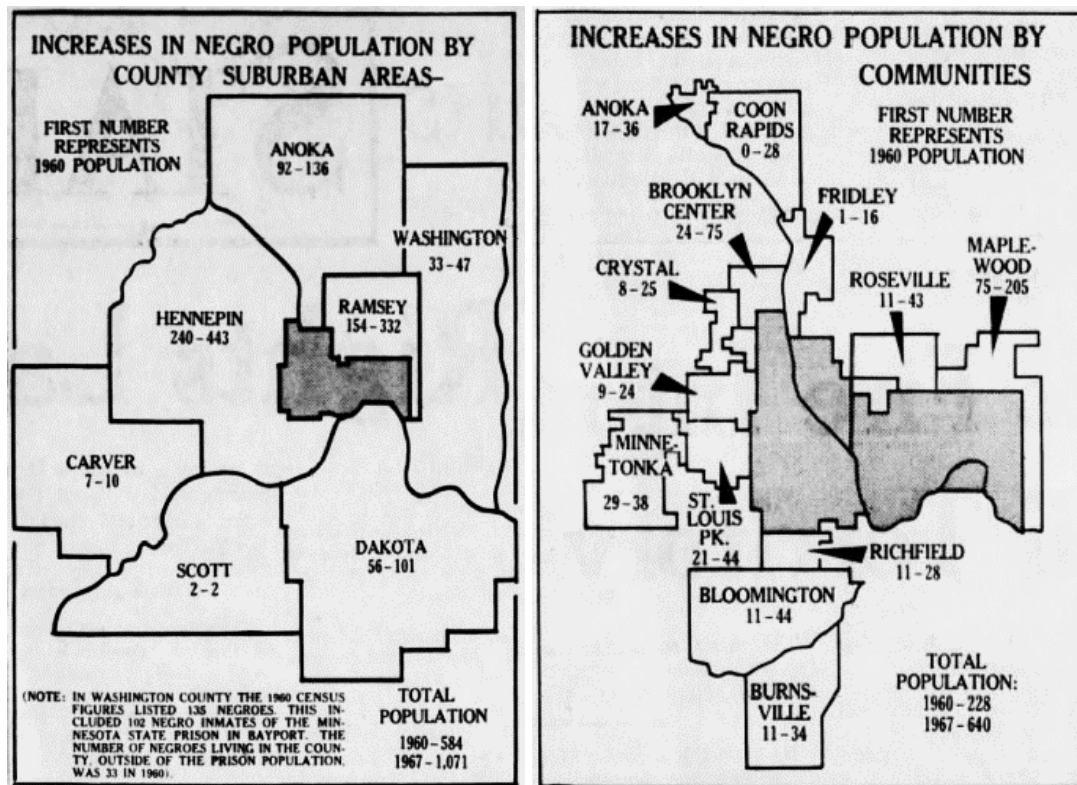 INCREASES IN NEGRO POPULATION BY
COUNTY SUBURBAN AREAS—
FIRST NUMBER
REPRESENTS
1960 POPULATION
ANOKA
92 – 136
WASHINGTON
33 – 47
RAMSEY
154 – 332
HENNEPIN
240 – 443
CARVER
7 – 10
DAKOTA
56 – 101
SCOTT
2 – 2
(NOTE: IN WASHINGTON COUNTY THE 1960 CENSUS
FIGURES LISTED 135 NEGROES. THIS IN-
CLUDED 102 NEGRO INMATES OF THE MIN-
NESOTA STATE PRISON IN BAYPORT. THE
NUMBER OF NEGROES LIVING IN THE COUN-
TY, OUTSIDE OF THE PRISON POPULATION,
WAS 33 IN 1960).
TOTAL
POPULATION
1960 – 584
1967 – 1,071
INCREASES IN NEGRO POPULATION BY
COMMUNITIES
FIRST NUMBER
REPRESENTS
1960 POPULATION
ANOKA
17 – 36
COON
RAPIDS
0 – 28
BROOKLYN
CENTER
24 – 75
FRIDLEY
1 – 16
MAPLE-
WOOD
75 – 205
CRYSTAL
8 – 25
ROSEVILLE
11 – 43
GOLDEN
VALLEY
9 – 24
MINNE-
TONKA
29 – 38
ST.
LOUIS
PK.
21 – 44
RICHFIELD
11 – 28
BLOOMINGTON
11 – 44
BURNS-
VILLE
11 – 34
TOTAL
POPULATION:
1960 – 228
1967 – 640